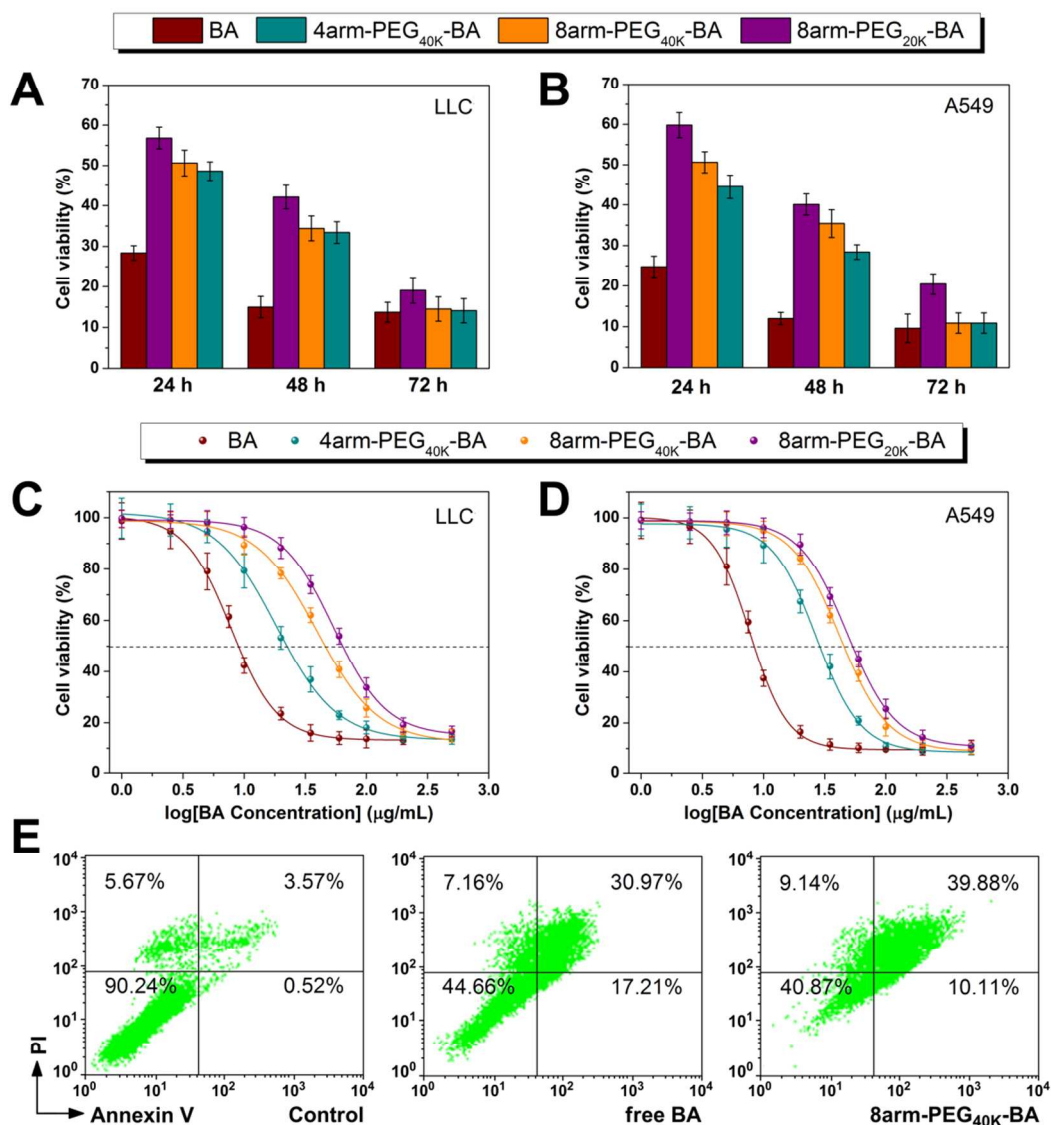 BA 4arm-PEG40K-BA 8arm-PEG40K-BA 8arm-PEG20K-BA
A
LLC
Cell viability (%)
70
60
50
40
30
20
10
0
24 h 48 h 72 h
B
A549
Cell viability (%)
70
60
50
40
30
20
10
0
24 h 48 h 72 h
BA 4arm-PEG40K-BA 8arm-PEG40K-BA 8arm-PEG20K-BA
C
LLC
Cell viability (%)
100
80
60
40
20
0
0.0 0.5 1.0 1.5 2.0 2.5 3.0
log[BA Concentration] (μg/mL)
D
A549
Cell viability (%)
100
80
60
40
20
0
0.0 0.5 1.0 1.5 2.0 2.5 3.0
log[BA Concentration] (μg/mL)
E
PI
10^4
10^3
10^2
10^1
10^0
5.67% 3.57%
90.24% 0.52%
10^0 10^1 10^2 10^3 10^4
Annexin V Control
10^4
10^3
10^2
10^1
10^0
7.16% 30.97%
44.66% 17.21%
10^0 10^1 10^2 10^3 10^4
free BA
10^4
10^3
10^2
10^1
10^0
9.14% 39.88%
40.87% 10.11%
10^0 10^1 10^2 10^3 10^4
8arm-PEG40K-BA